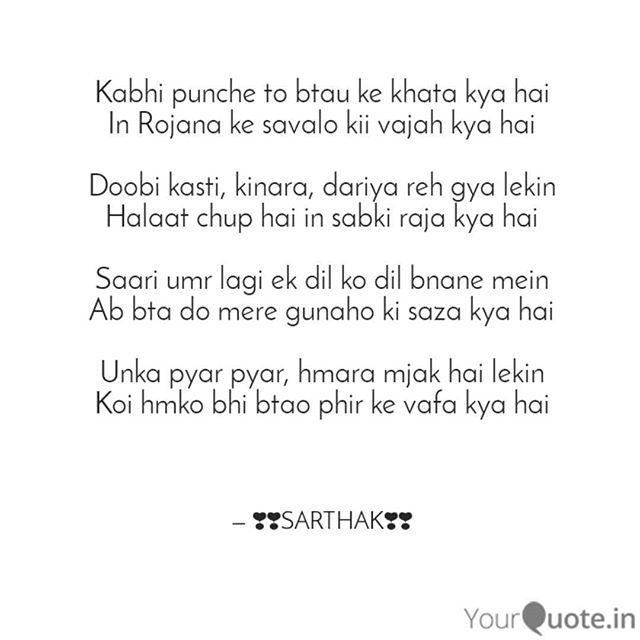 Kabhi punche to btau ke khata kya hai
In Rojana ke savalo kii vajah kya hai
Doobi kasti, kinara, dariya reh gya lekin
Halaat chup hai in sabki raja kya hai
Saari umr lagi ek dil ko dil bnane mein
Ab bta do mere gunaho ki saza kya hai
Unka pyar pyar, hmara mjak hai lekin
Koi hmko bhi btao phir ke vafa kya hai
– ❣❣SARTHAK❣❣
YourQuote.in